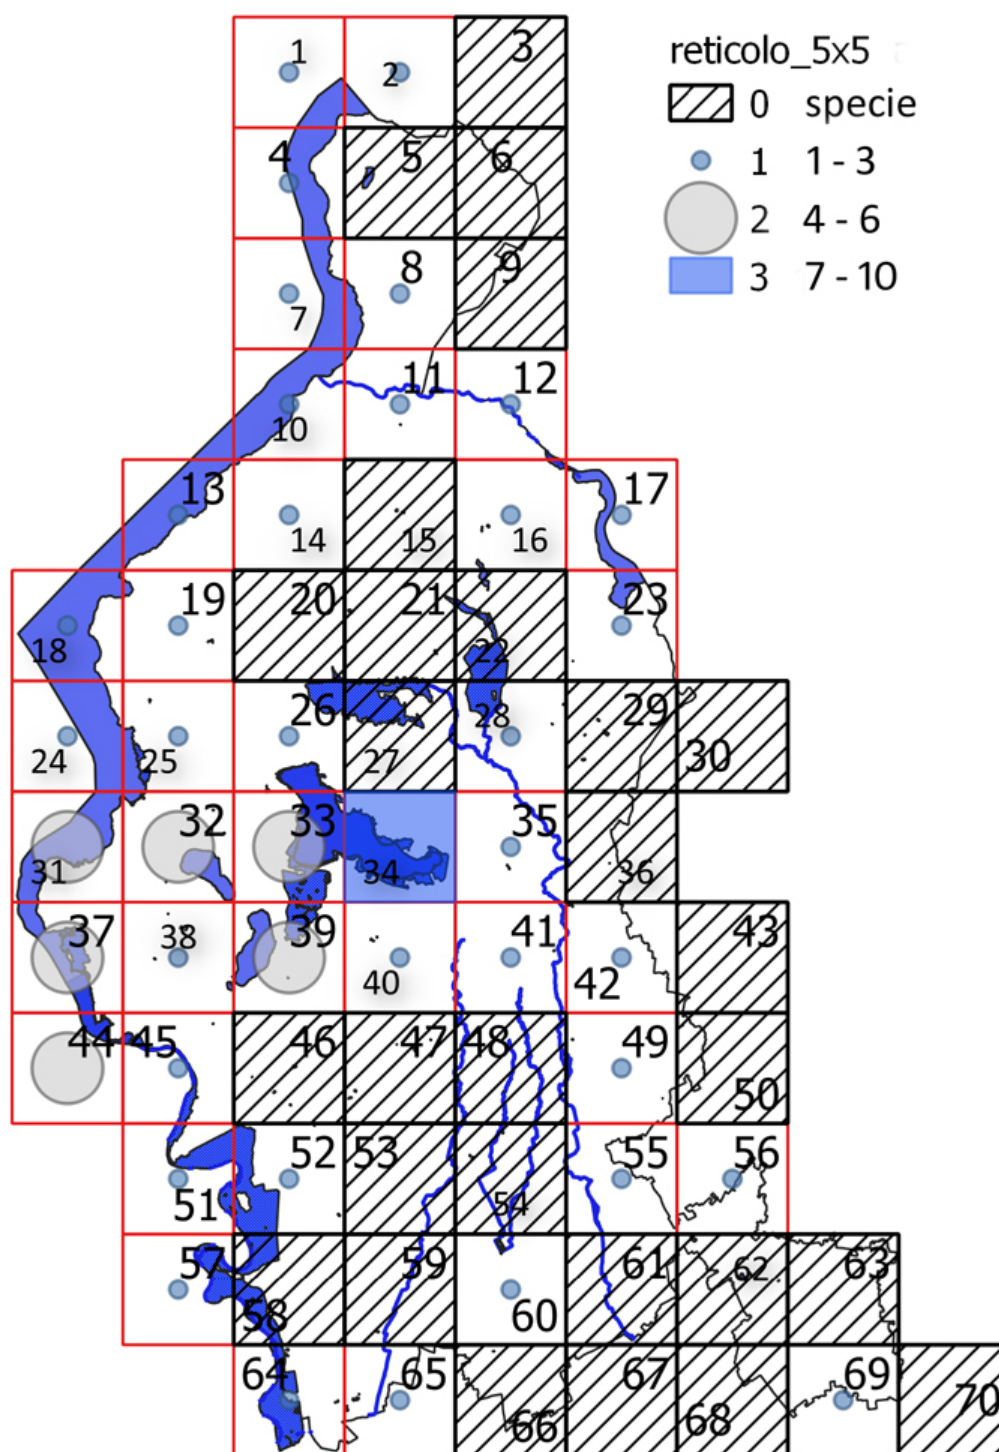 reticolo_5x5
0 specie
1 1 - 3
2 4 - 6
3 7 - 10
1 2 3
4 5 6
7 8 9
10 11 12
13 14 15 16 17
18 19 20 21 22 23
24 25 26 27 28 29 30
31 32 33 34 35 36
37 38 39 40 41 42 43
44 45 46 47 48 49 50
51 52 53 54 55 56
57 58 59 60 61 62 63
64 65 66 67 68 69 70